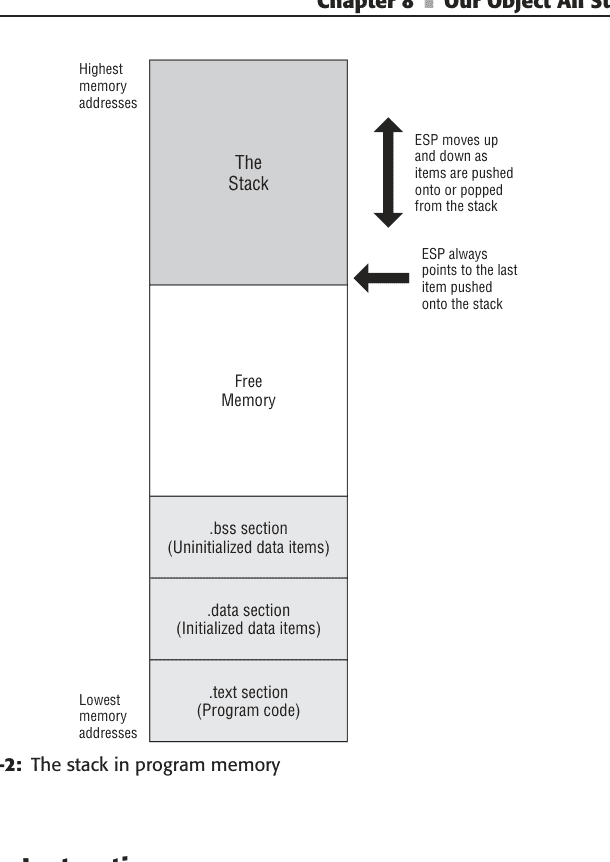 Chapter 8 ■ Our Object All
Highest
memory
addresses
The
Stack
ESP moves up
and down as
items are pushed
onto or popped
from the stack
ESP always
points to the last
item pushed
onto the stack
Free
Memory
.bss section
(Uninitialized data items)
.data section
(Initialized data items)
.text section
(Program code)
Lowest
memory
addresses
-2: The stack in program memory